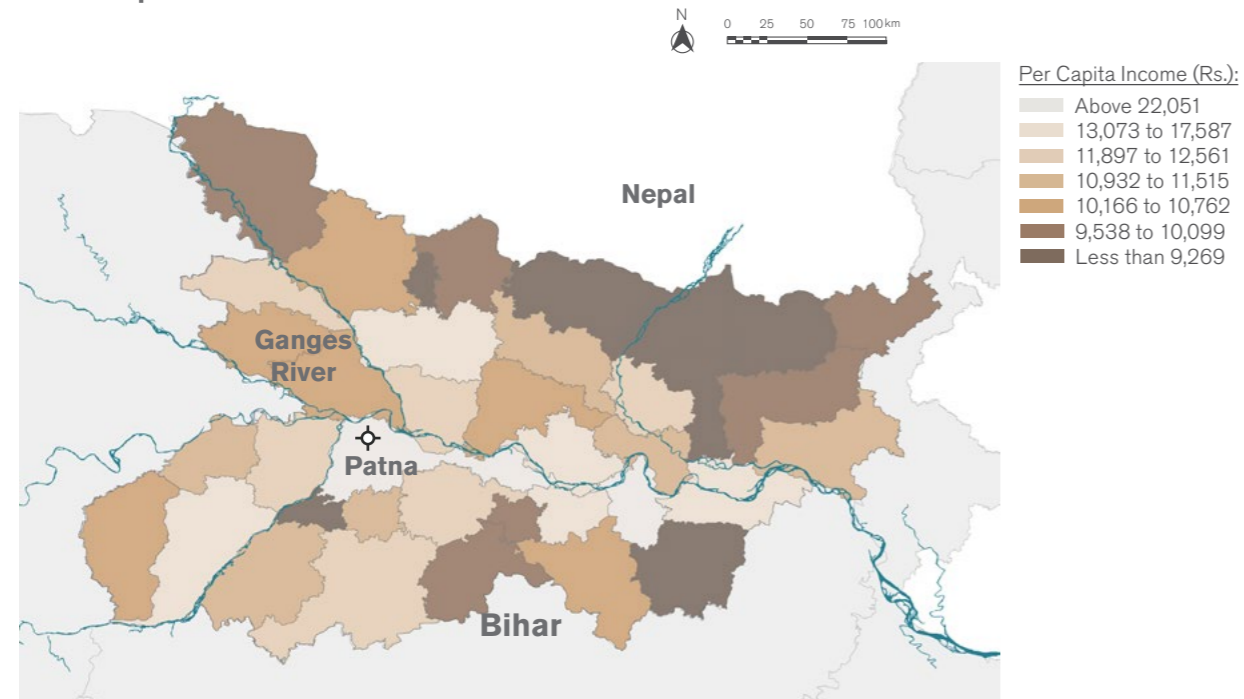 N
0 25 50 75 100km
Per Capita Income (Rs.):
Above 22,051
13,073 to 17,587
11,897 to 12,561
10,932 to 11,515
10,166 to 10,762
9,538 to 10,099
Less than 9,269
Nepal
Ganges
River
Patna
Bihar